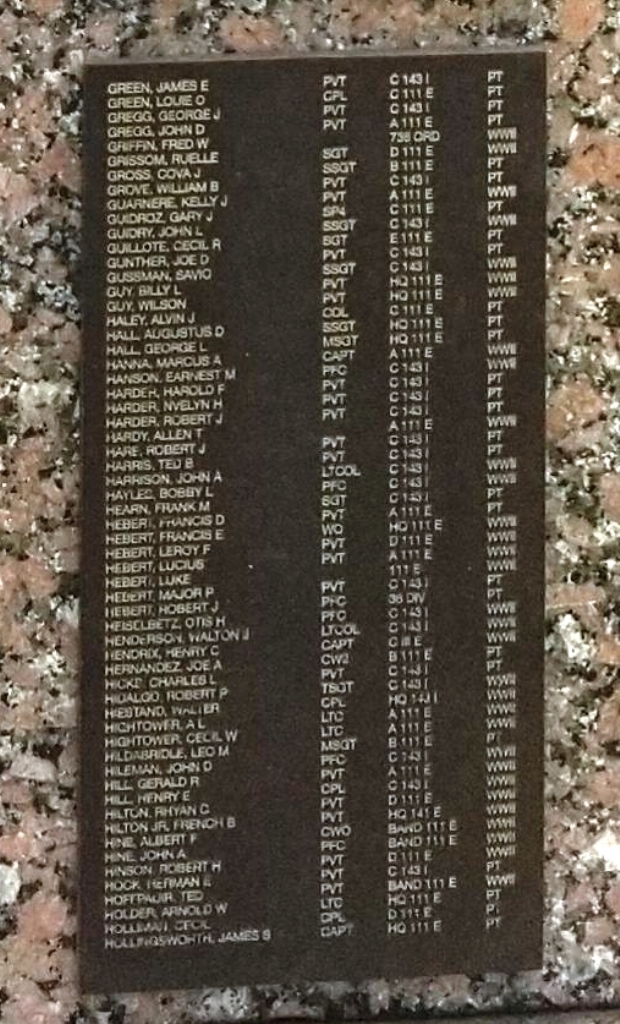 GREEN, JAMES E PVT C 143 I PT
GREEN, LOUIE O CPL C 111 E PT
GREGG, GEORGE J PVT C 143 I PT
GREGG, JOHN D PVT A 111 E PT
GRIFFIN, FRED W 736 ORD WWII
GRISSOM, RUELLE SGT D 111 E WWII
GROSS, COVA J SSGT B 111 E PT
GROVE, WILLIAM B PVT C 143 I PT
GUARNERE, KELLY J PVT A 111 E WWII
GUIDROZ, GARY J SP4 C 111 E PT
GUIDRY, JOHN L SSGT C 143 I WWII
GUILLOTE, CECIL R SGT E 111 E PT
GUNTHER, JOE D PVT C 143 I PT
GUSSMAN, SAVIO SSGT C 143 I WWII
GUY, BILLY L PVT HQ 111 E WWII
GUY, WILSON PVT HQ 111 E WWII
HALEY, ALVIN J COL C 111 E PT
HALL, AUGUSTUS D SSGT HQ 111 E PT
HALL, GEORGE L MSGT HQ 111 E PT
HANNA, MARCUS A CAPT A 111 E WWII
HANSON, EARNEST M PFC C 143 I WWII
HARDER, HAROLD F PVT C 143 I PT
HARDER, NVELYN H PVT C 143 I PT
HARDER, ROBERT J PVT C 143 I PT
HARDY, ALLEN T A 111 E WWII
HARE, ROBERT J PVT C 143 I PT
HARRIS, TED B PVT C 143 I PT
HARRISON, JOHN A LTCOL C 143 I WWII
HAYLEC, BOBBY L PFC C 143 I WWII
HEARN, FRANK M SGT C 143 I PT
HEBERT, FRANCIS D PVT A 111 E PT
HEBERT, FRANCIS E WO HQ 111 E WWII
HEBERT, LEROY F PVT D 111 E WWII
HEBERT, LUCIUS PVT A 111 E WWII
HEBERT, LUKE 111 E WWII
HEBERT, MAJOR P PVT C 143 I PT
HEBERT, ROBERT J PFC 36 DIV PT
HEISELBETZ, OTIS H PFC C 143 I WWII
HENDERSON, WALTON II LTCOL C 143 I WWII
HENDRIX, HENRY C CAPT C III E WWII
HERNANDEZ, JOE A CW2 B 111 E PT
HICKE CHARLES L PVT C 143 I PT
HIDALGO, ROBERT P TSGT C 143 I WWII
HIESTAND, WALTER CPL HQ 143 I WWII
HIGHTOWER, A L LTC A 111 E WWII
HIGHTOWER, CECIL W LTC A 111 E WWII
HILDABRIDLE, LEO M MSGT B 111 E PT
HILEMAN, JOHN D PFC C 143 I WWII
HILL, GERALD R PVT A 111 E WWII
HILL, HENRY E CPL C 143 I WWII
HILTON, RHYAN C PVT D 111 E WWII
HILTON JR, FRENCH B PVT HQ 141 E WWII
HINE, ALBERT F CWO BAND 111 E WWII
HINE, JOHN A PFC BAND 111 E WWII
HINSON, ROBERT H PVT D 111 E WWII
HOCK, HERMAN E PVT C 143 I PT
HOFFPAUIR, TED PVT BAND 111 E WWII
HOLDER, ARNOLD W LTC HQ 111 E PT
HOLLIMAN, CECIL CPL D 111 E PT
HOLLINGSWORTH, JAMES S CAPT HQ 111 E PT